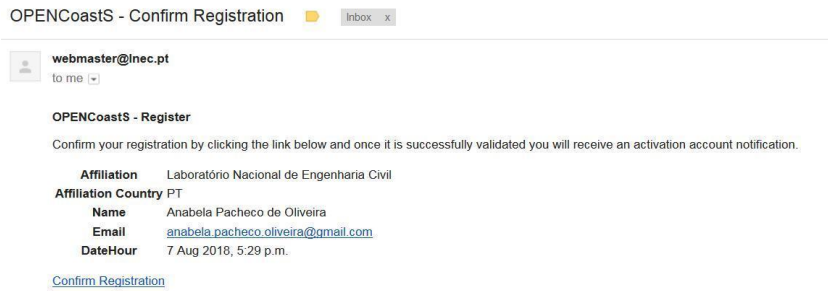 OPENCoastS - Confirm Registration
Inbox x
webmaster@lnec.pt
to me
OPENCoastS - Register
Confirm your registration by clicking the link below and once it is successfully validated you will receive an activation account notification.
Affiliation Laboratório Nacional de Engenharia Civil
Affiliation Country PT
Name Anabela Pacheco de Oliveira
Email anabela.pacheco.oliveira@gmail.com
DateHour 7 Aug 2018, 5:29 p.m.
Confirm Registration